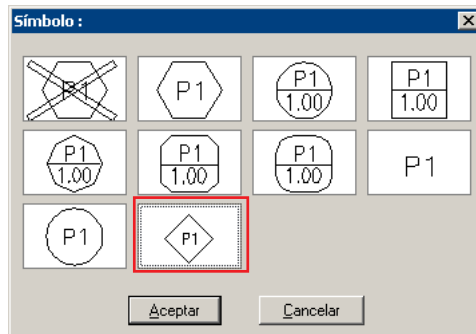 Símbolo :
P1 P1 P1 P1
1.00 1.00
P1 P1 P1 P1
1.00 1.00 1.00
P1 P1
Aceptar Cancelar